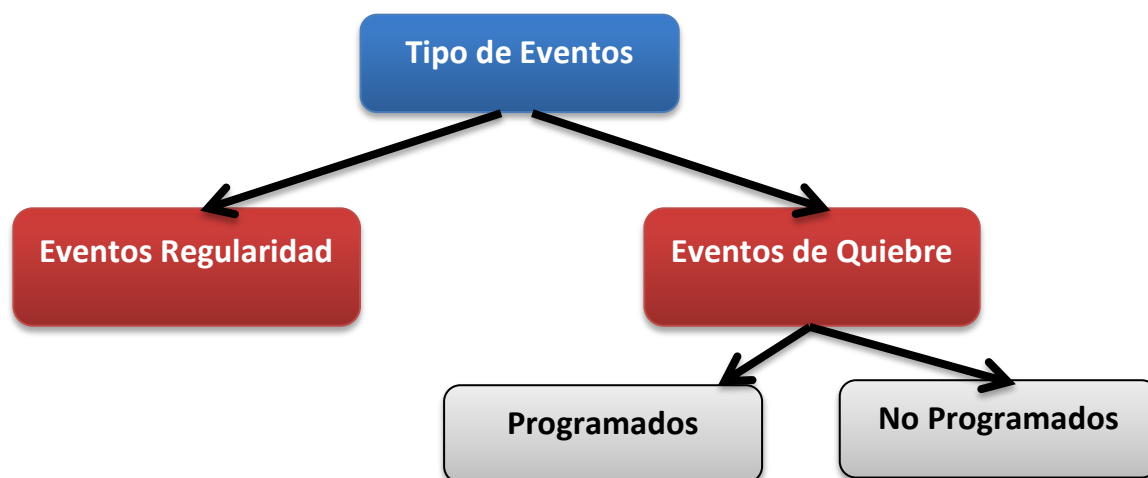 Tipo de Eventos
Eventos Regularidad
Eventos de Quiebre
Programados
No Programados